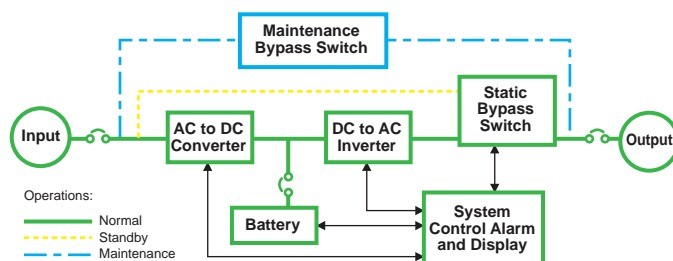 Maintenance
Bypass Switch
Static
Bypass
Switch
Input
AC to DC
Converter
DC to AC
Inverter
Output
Operations:
Normal
Standby
Maintenance
Battery
System
Control Alarm
and Display